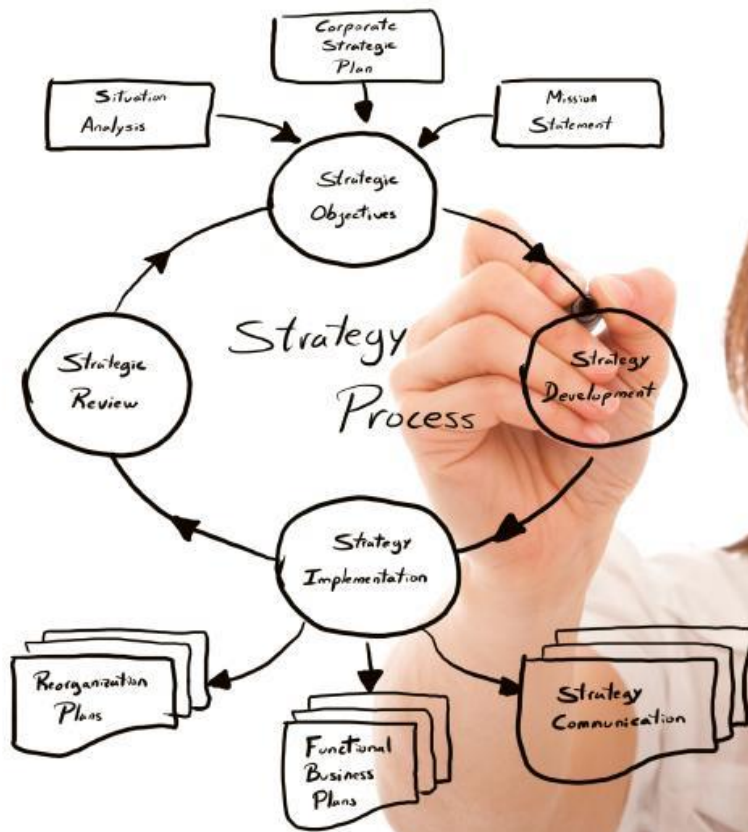 Corporate
Strategic
Plan
Situation
Analysis
Mission
Statement
Strategic
Objectives
Strategy
Process
Strategic
Review
Strategy
Development
Strategy
Implementation
Reorganization
Plans
Functional
Business
Plans
Strategy
Communication